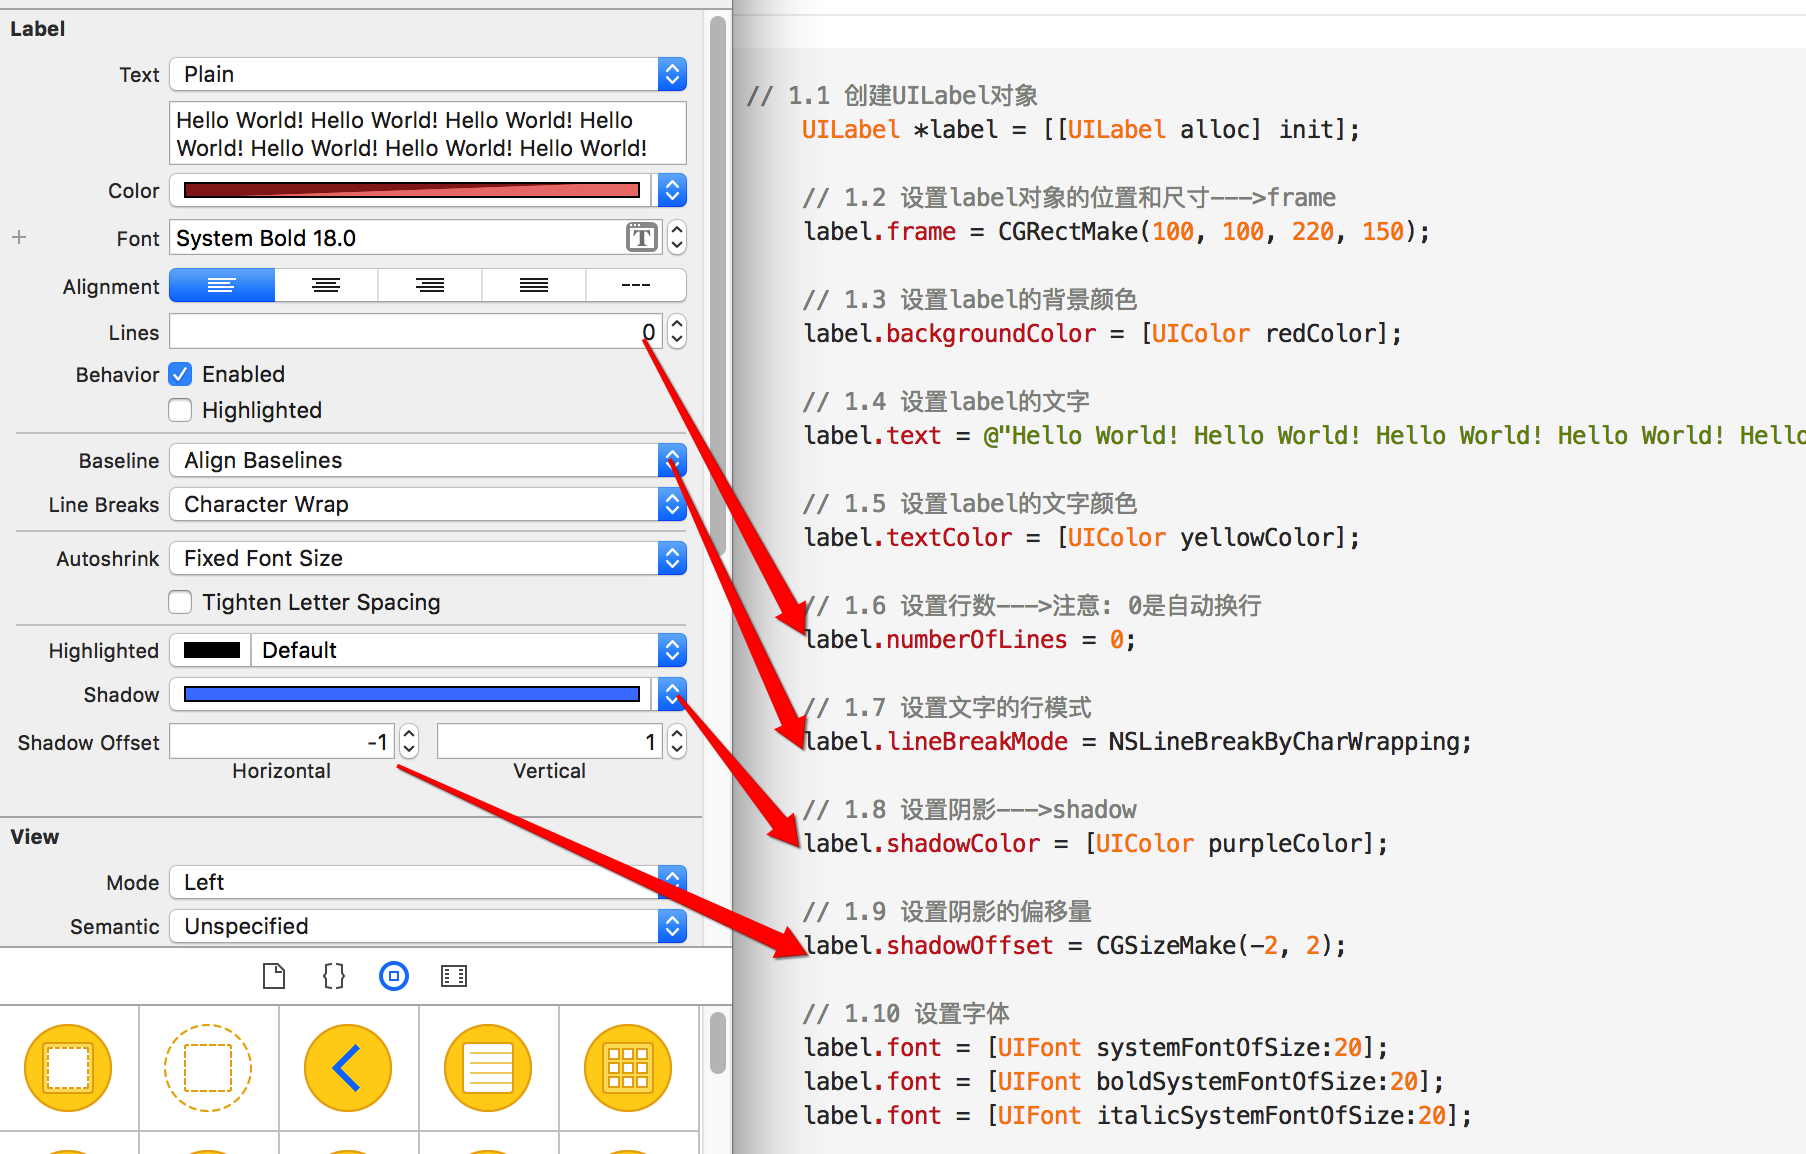 Label
Text Plain
Hello World! Hello World! Hello World! Hello
World! Hello World! Hello World! Hello World!
Color
+ Font System Bold 18.0 T
Alignment ---
Lines 0
Behavior Enabled
Highlighted
Baseline Align Baselines
Line Breaks Character Wrap
Autoshrink Fixed Font Size
Tighten Letter Spacing
Highlighted Default
Shadow
Shadow Offset -1 1
Horizontal Vertical
View
Mode Left
Semantic Unspecified
{}
// 1.1 创建UILabel对象
UILabel *label = [[UILabel alloc] init];
// 1.2 设置label对象的位置和尺寸--->frame
label.frame = CGRectMake(100, 100, 220, 150);
// 1.3 设置label的背景颜色
label.backgroundColor = [UIColor redColor];
// 1.4 设置label的文字
label.text = @"Hello World! Hello World! Hello World! Hello World! Hello
// 1.5 设置label的文字颜色
label.textColor = [UIColor yellowColor];
// 1.6 设置行数--->注意: 0是自动换行
label.numberOfLines = 0;
// 1.7 设置文字的行模式
label.lineBreakMode = NSLineBreakByCharWrapping;
// 1.8 设置阴影--->shadow
label.shadowColor = [UIColor purpleColor];
// 1.9 设置阴影的偏移量
label.shadowOffset = CGSizeMake(-2, 2);
// 1.10 设置字体
label.font = [UIFont systemFontOfSize:20];
label.font = [UIFont boldSystemFontOfSize:20];
label.font = [UIFont italicSystemFontOfSize:20];